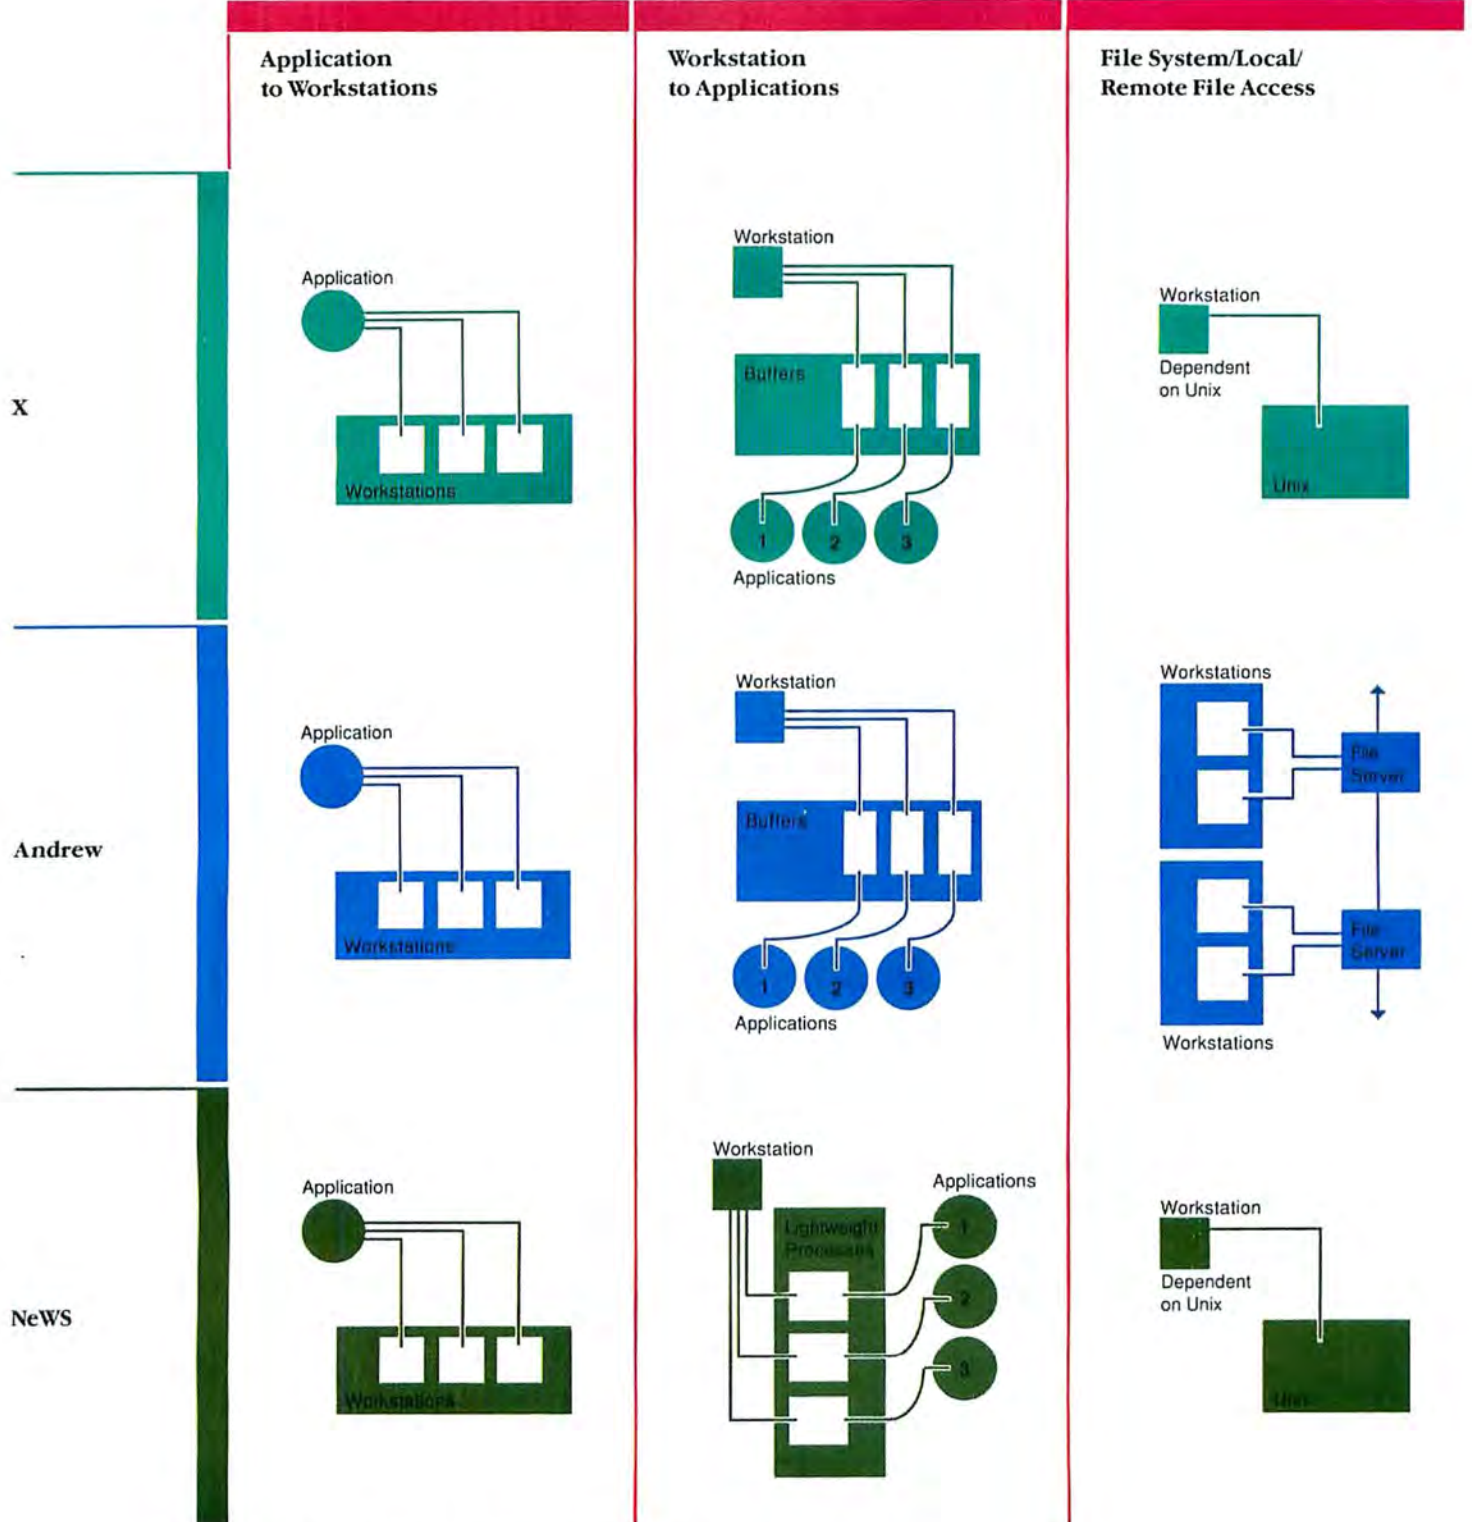 Application
to Workstations
Workstation
to Applications
File System/Local/
Remote File Access
X
Application
Workstations
Workstation
Buffers
1
2
3
Applications
Workstation
Dependent
on Unix
Unix
Andrew
Application
Workstations
Workstation
Buffers
1
2
3
Applications
Workstations
File
Server
File
Server
Workstations
NeWS
Application
Workstations
Workstation
Applications
Lightweight
Processes
1
2
3
Workstation
Dependent
on Unix
Unix